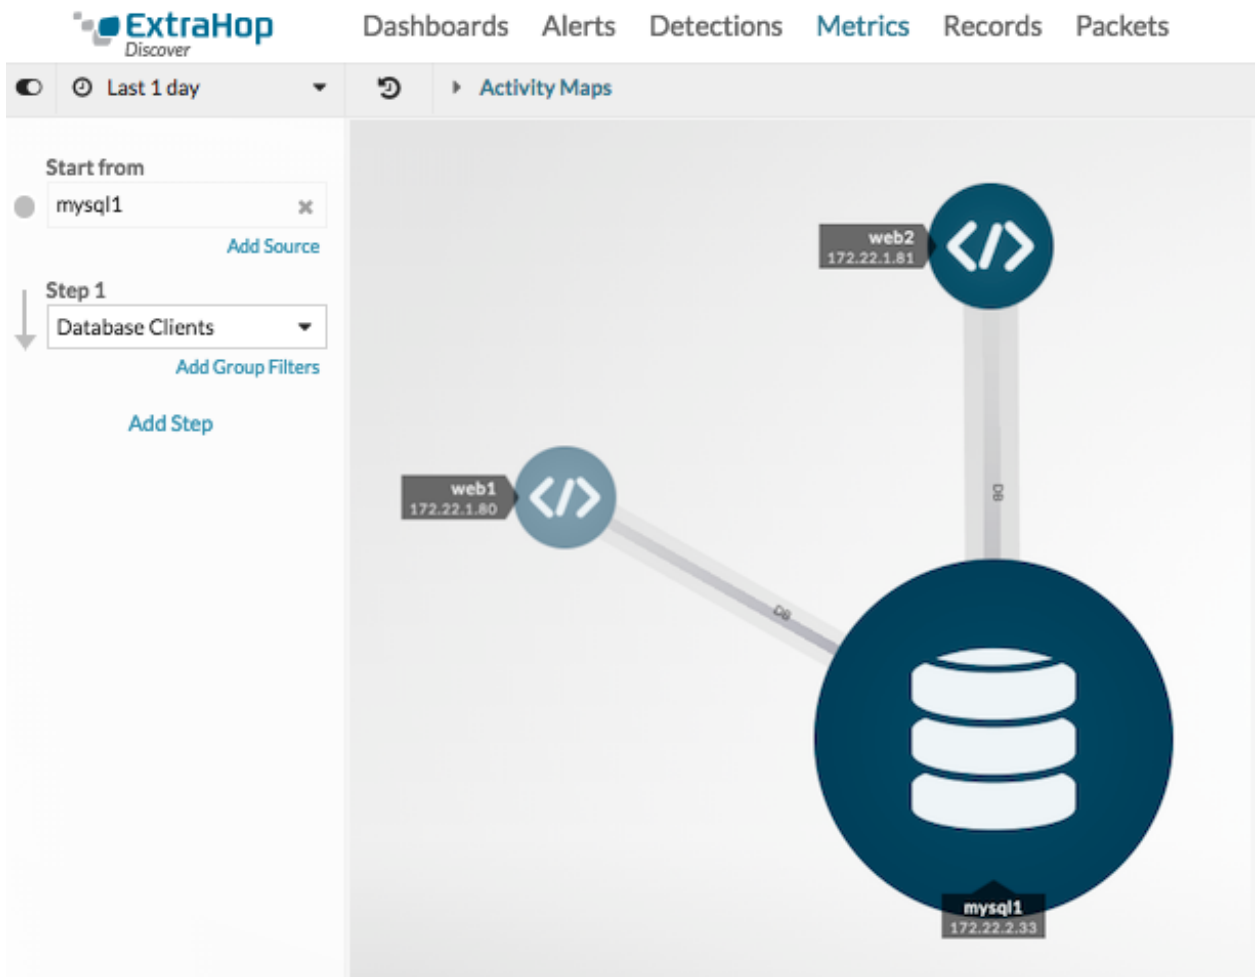 ExtraHop
Discover
Dashboards Alerts Detections Metrics Records Packets
Last 1 day
Activity Maps
Start from
mysql1
Add Source
Step 1
Database Clients
Add Group Filters
Add Step
web2
172.22.1.81
web1
172.22.1.80
DB
DB
mysql1
172.22.2.33